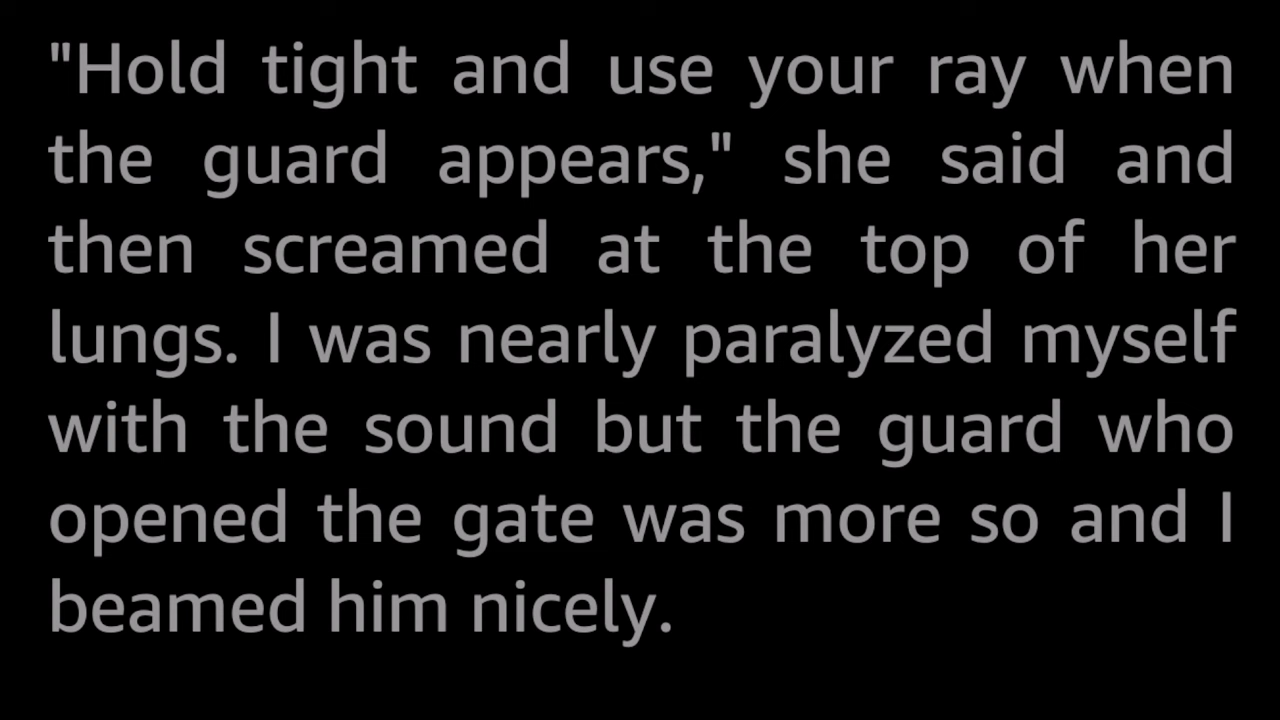 "Hold tight and use your ray when
the guard appears," she said and
then screamed at the top of her
lungs. I was nearly paralyzed myself
with the sound but the guard who
opened the gate was more so and I
beamed him nicely.